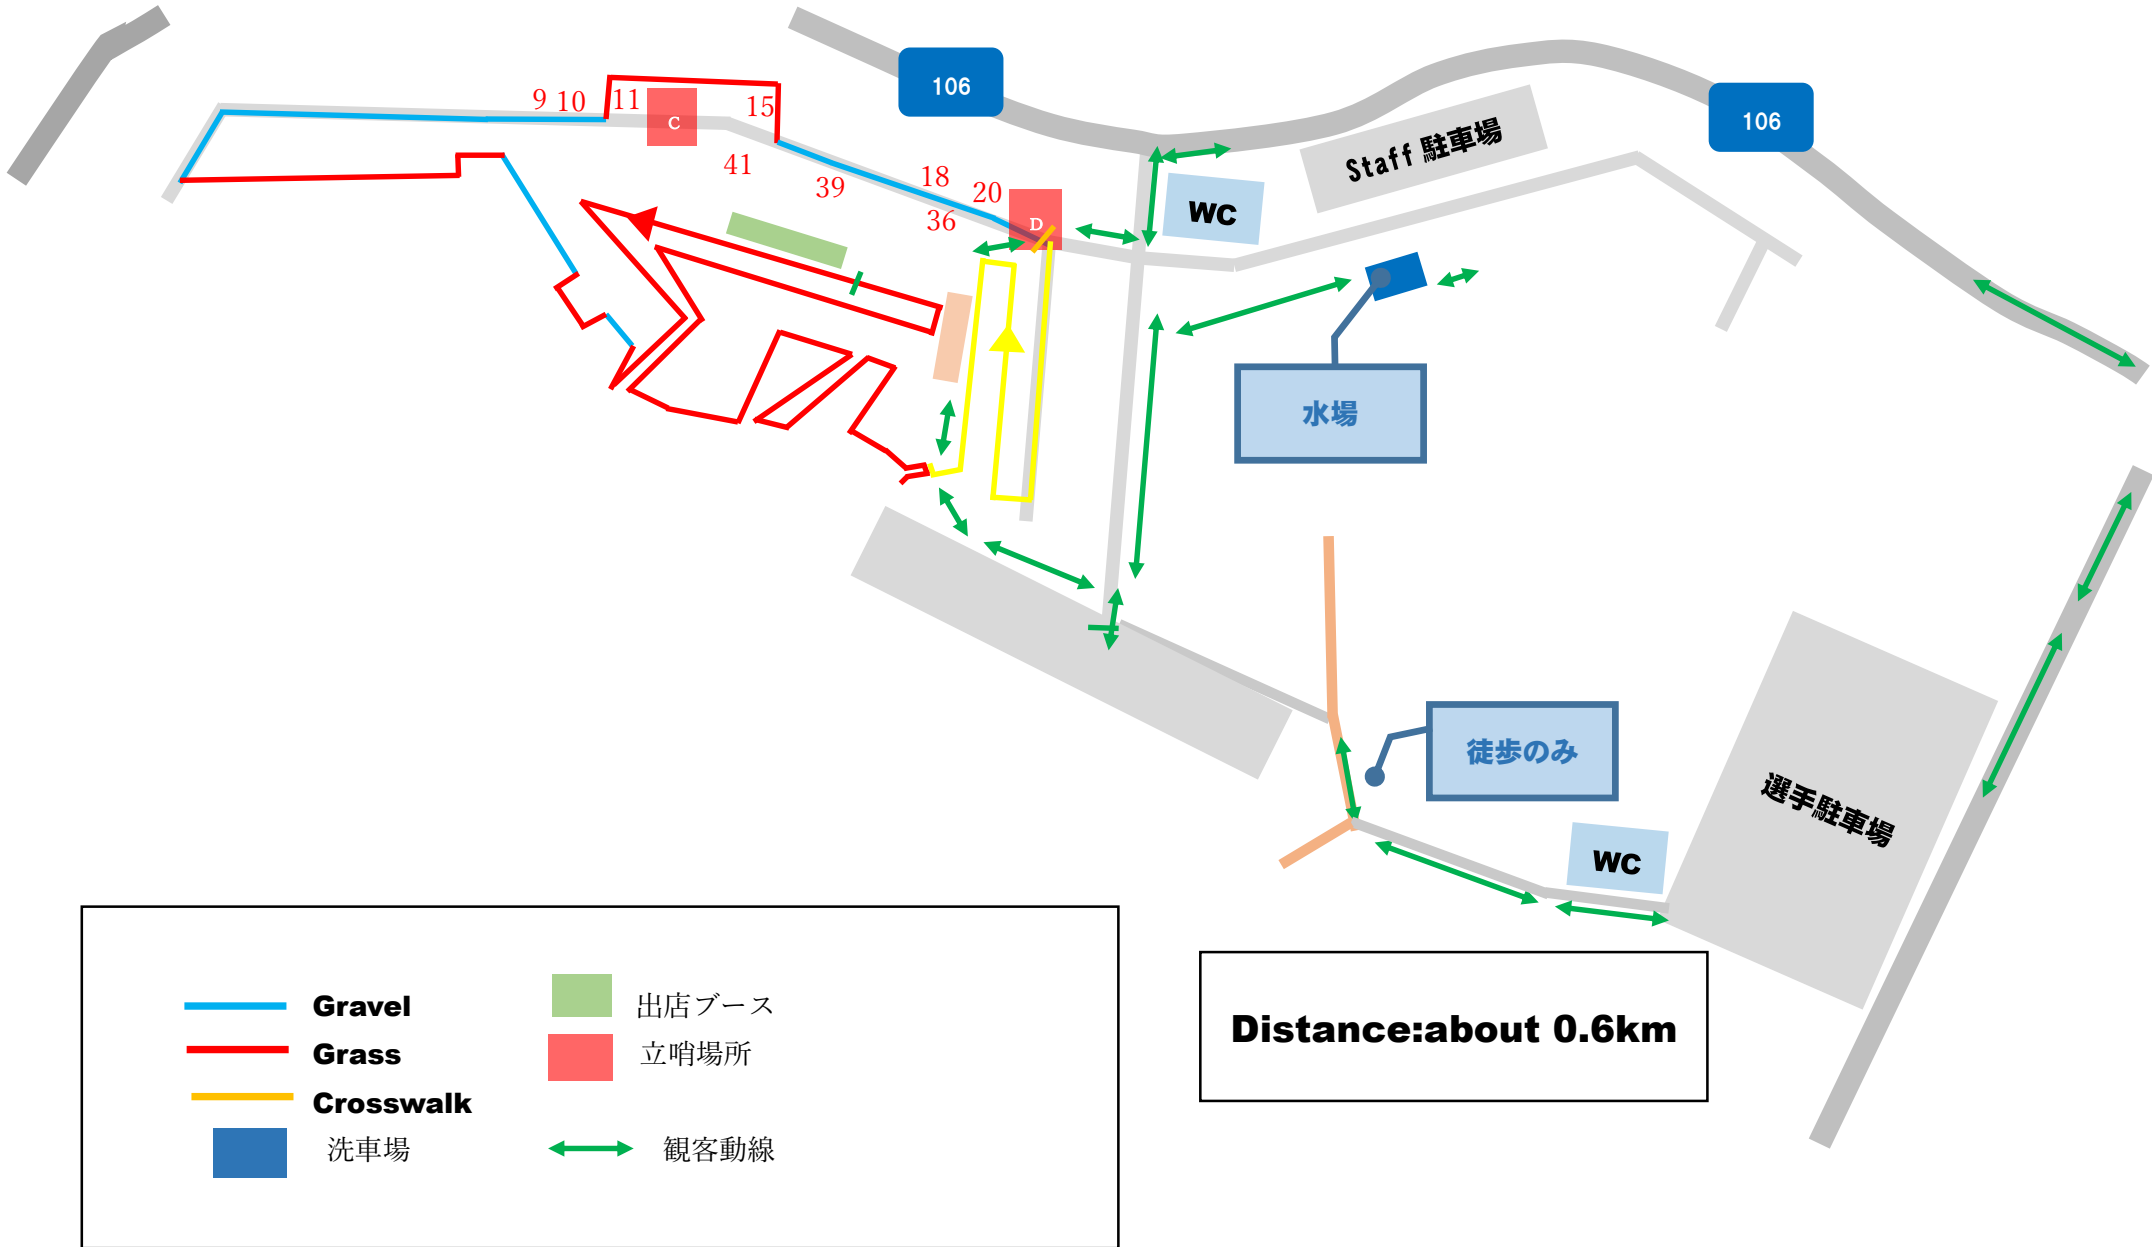 106
106
Staff 駐車場
9 10 11
C
15
41
39
18
20
36
D
WC
水場
徒歩のみ
選手駐車場
WC
Gravel
出店ブース
Grass
立哨場所
Crosswalk
洗車場
観客動線
Distance:about 0.6km